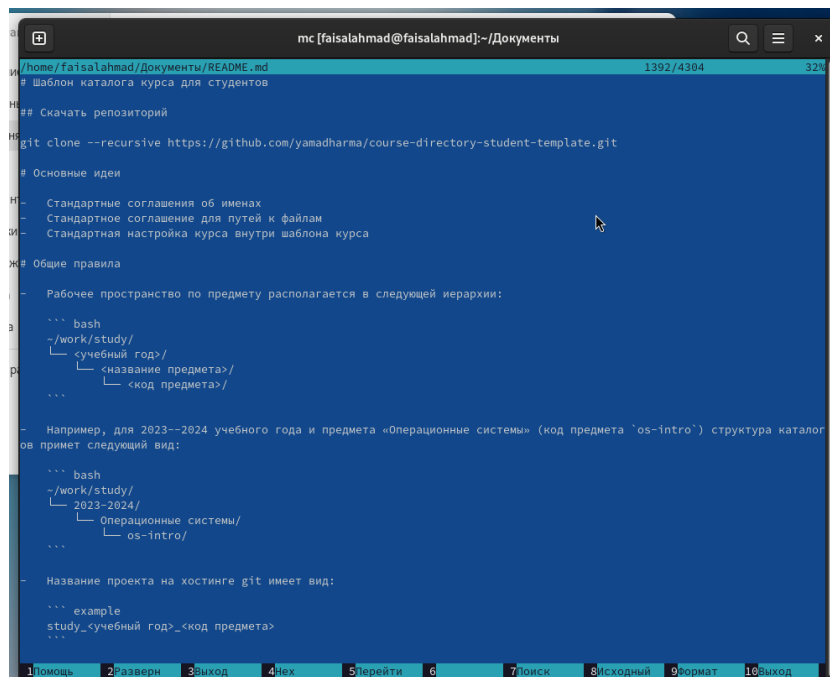 mc [faisalahmad@faisalahmad]:~/Документы
/home/faisalahmad/Документы/README.md 1392/4304 32%
# Шаблон каталога курса для студентов
## Скачать репозиторий
git clone --recursive https://github.com/yamadharma/course-directory-student-template.git
# Основные идеи
- Стандартные соглашения об именах
- Стандартное соглашение для путей к файлам
- Стандартная настройка курса внутри шаблона курса
# Общие правила
- Рабочее пространство по предмету располагается в следующей иерархии:
``` bash
~/work/study/
└── <учебный год>/
└── <название предмета>/
└── <код предмета>/
```
- Например, для 2023--2024 учебного года и предмета «Операционные системы» (код предмета `os-intro`) структура каталог
ов примет следующий вид:
``` bash
~/work/study/
└── 2023-2024/
└── Операционные системы/
└── os-intro/
```
- Название проекта на хостинге git имеет вид:
``` example
study_<учебный год>_<код предмета>
```
1Помощь 2Разверн 3Выход 4Hex 5Перейти 6 7Поиск 8Исходный 9Формат 10Выход